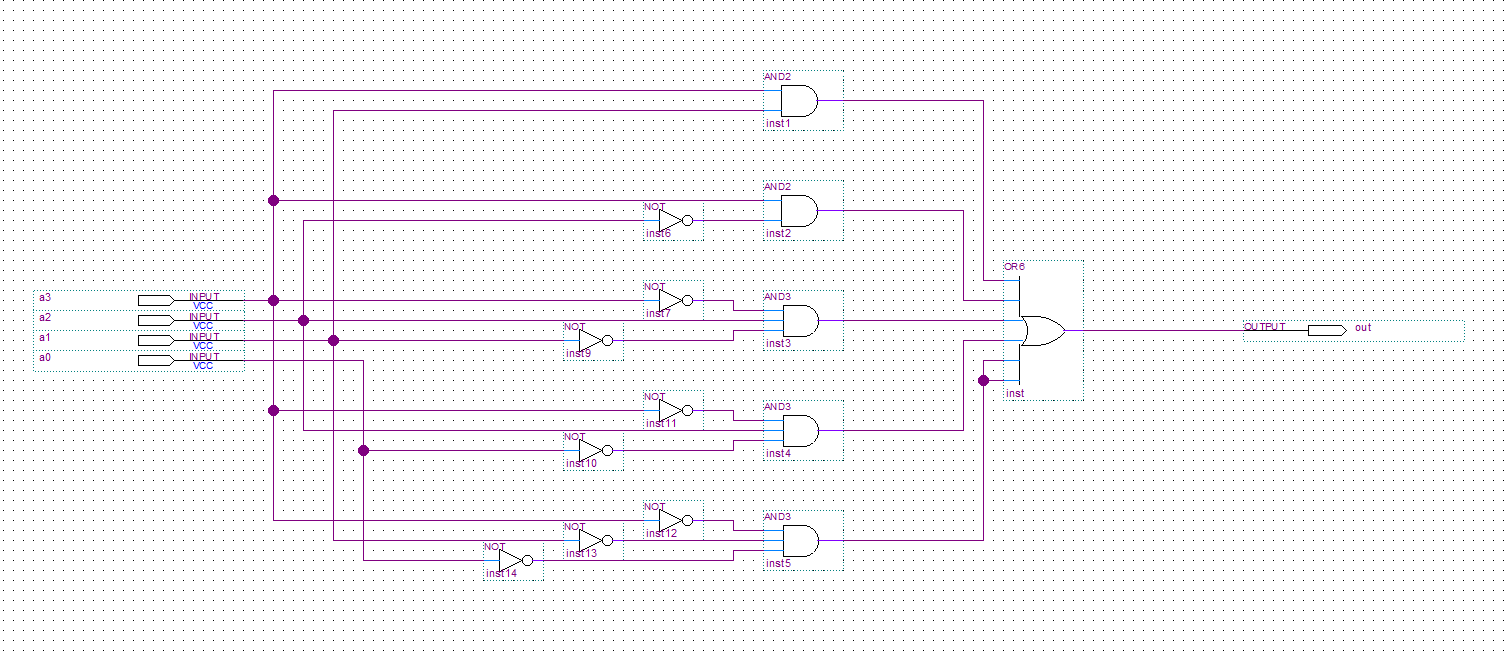 AND2
inst1
AND2
NOT
inst6
inst2
OR6
NOT
inst7
AND3
NOT
inst9
inst3
a3 INPUT
VCC
a2 INPUT
VCC
a1 INPUT
VCC
a0 INPUT
VCC
OUTPUT out
inst
NOT
inst11
AND3
NOT
inst10
inst4
NOT
inst12
AND3
NOT
inst13
inst5
NOT
inst14